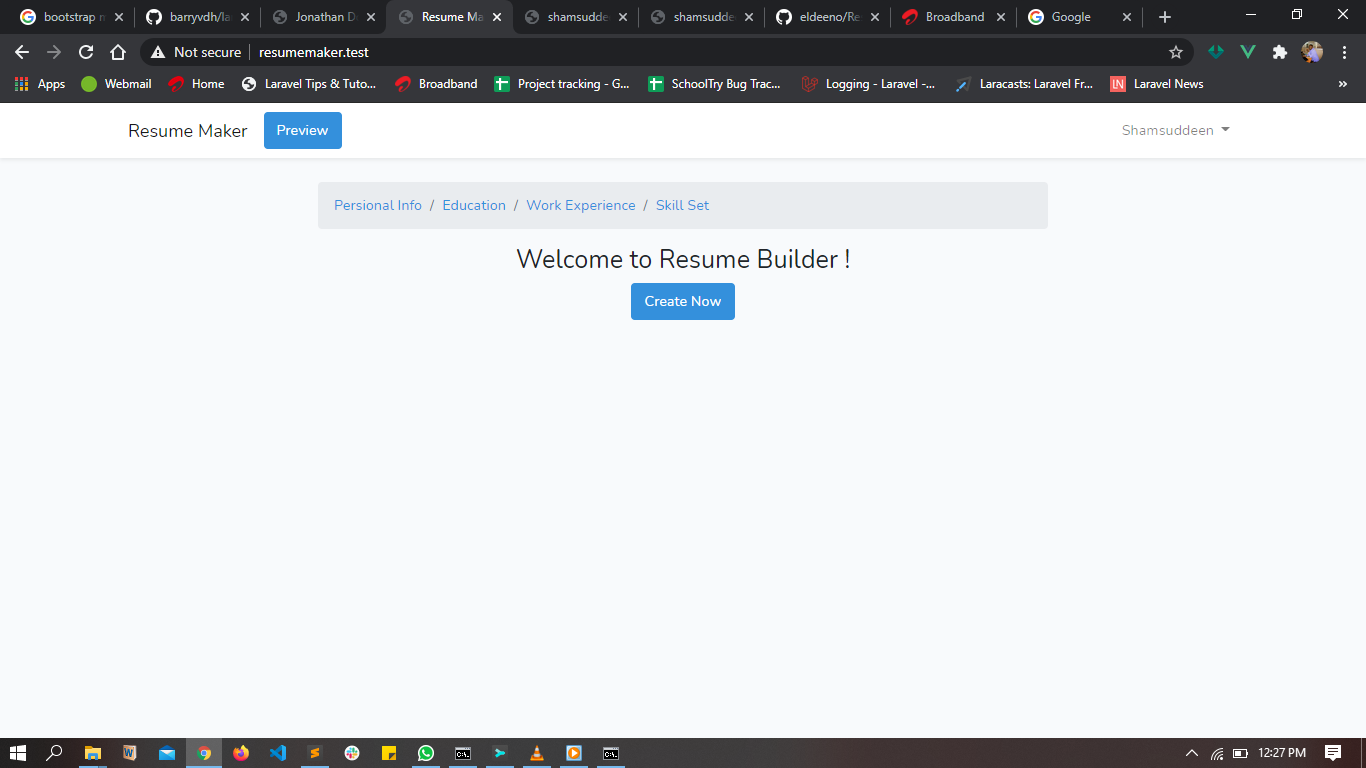 bootstrap
barryvdh/la
Jonathan D
Resume Ma
shamsudde
shamsudde
eldeeno/Re
Broadband
Google
Not secure
resumemaker.test
Apps
Webmail
Home
Laravel Tips & Tuto...
Broadband
Project tracking - G...
SchoolTry Bug Trac...
Logging - Laravel -...
Laracasts: Laravel Fr...
LN
Laravel News
»
Resume Maker
Preview
Shamsuddeen
Persional Info / Education / Work Experience / Skill Set
Welcome to Resume Builder !
Create Now
12:27 PM